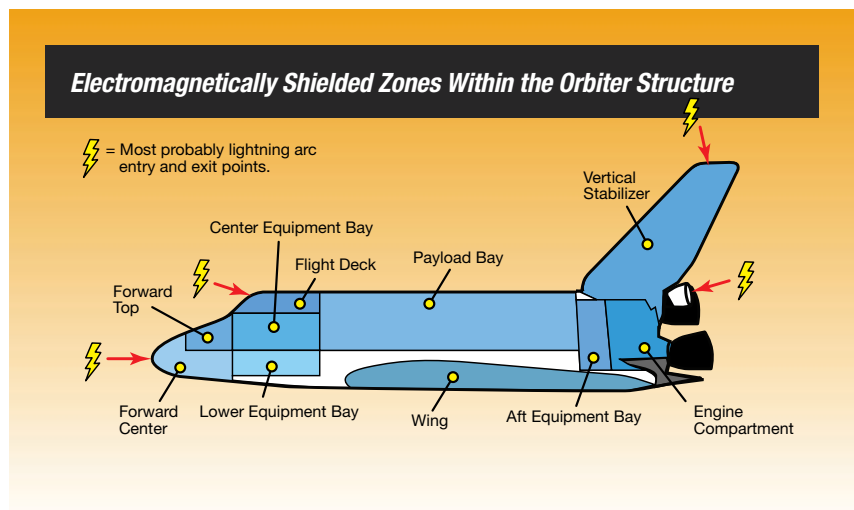 Electromagnetically Shielded Zones Within the Orbiter Structure
= Most probably lightning arc
entry and exit points.
Vertical
Stabilizer
Center Equipment Bay
Flight Deck
Payload Bay
Forward
Top
Forward
Center
Lower Equipment Bay
Wing
Aft Equipment Bay
Engine
Compartment